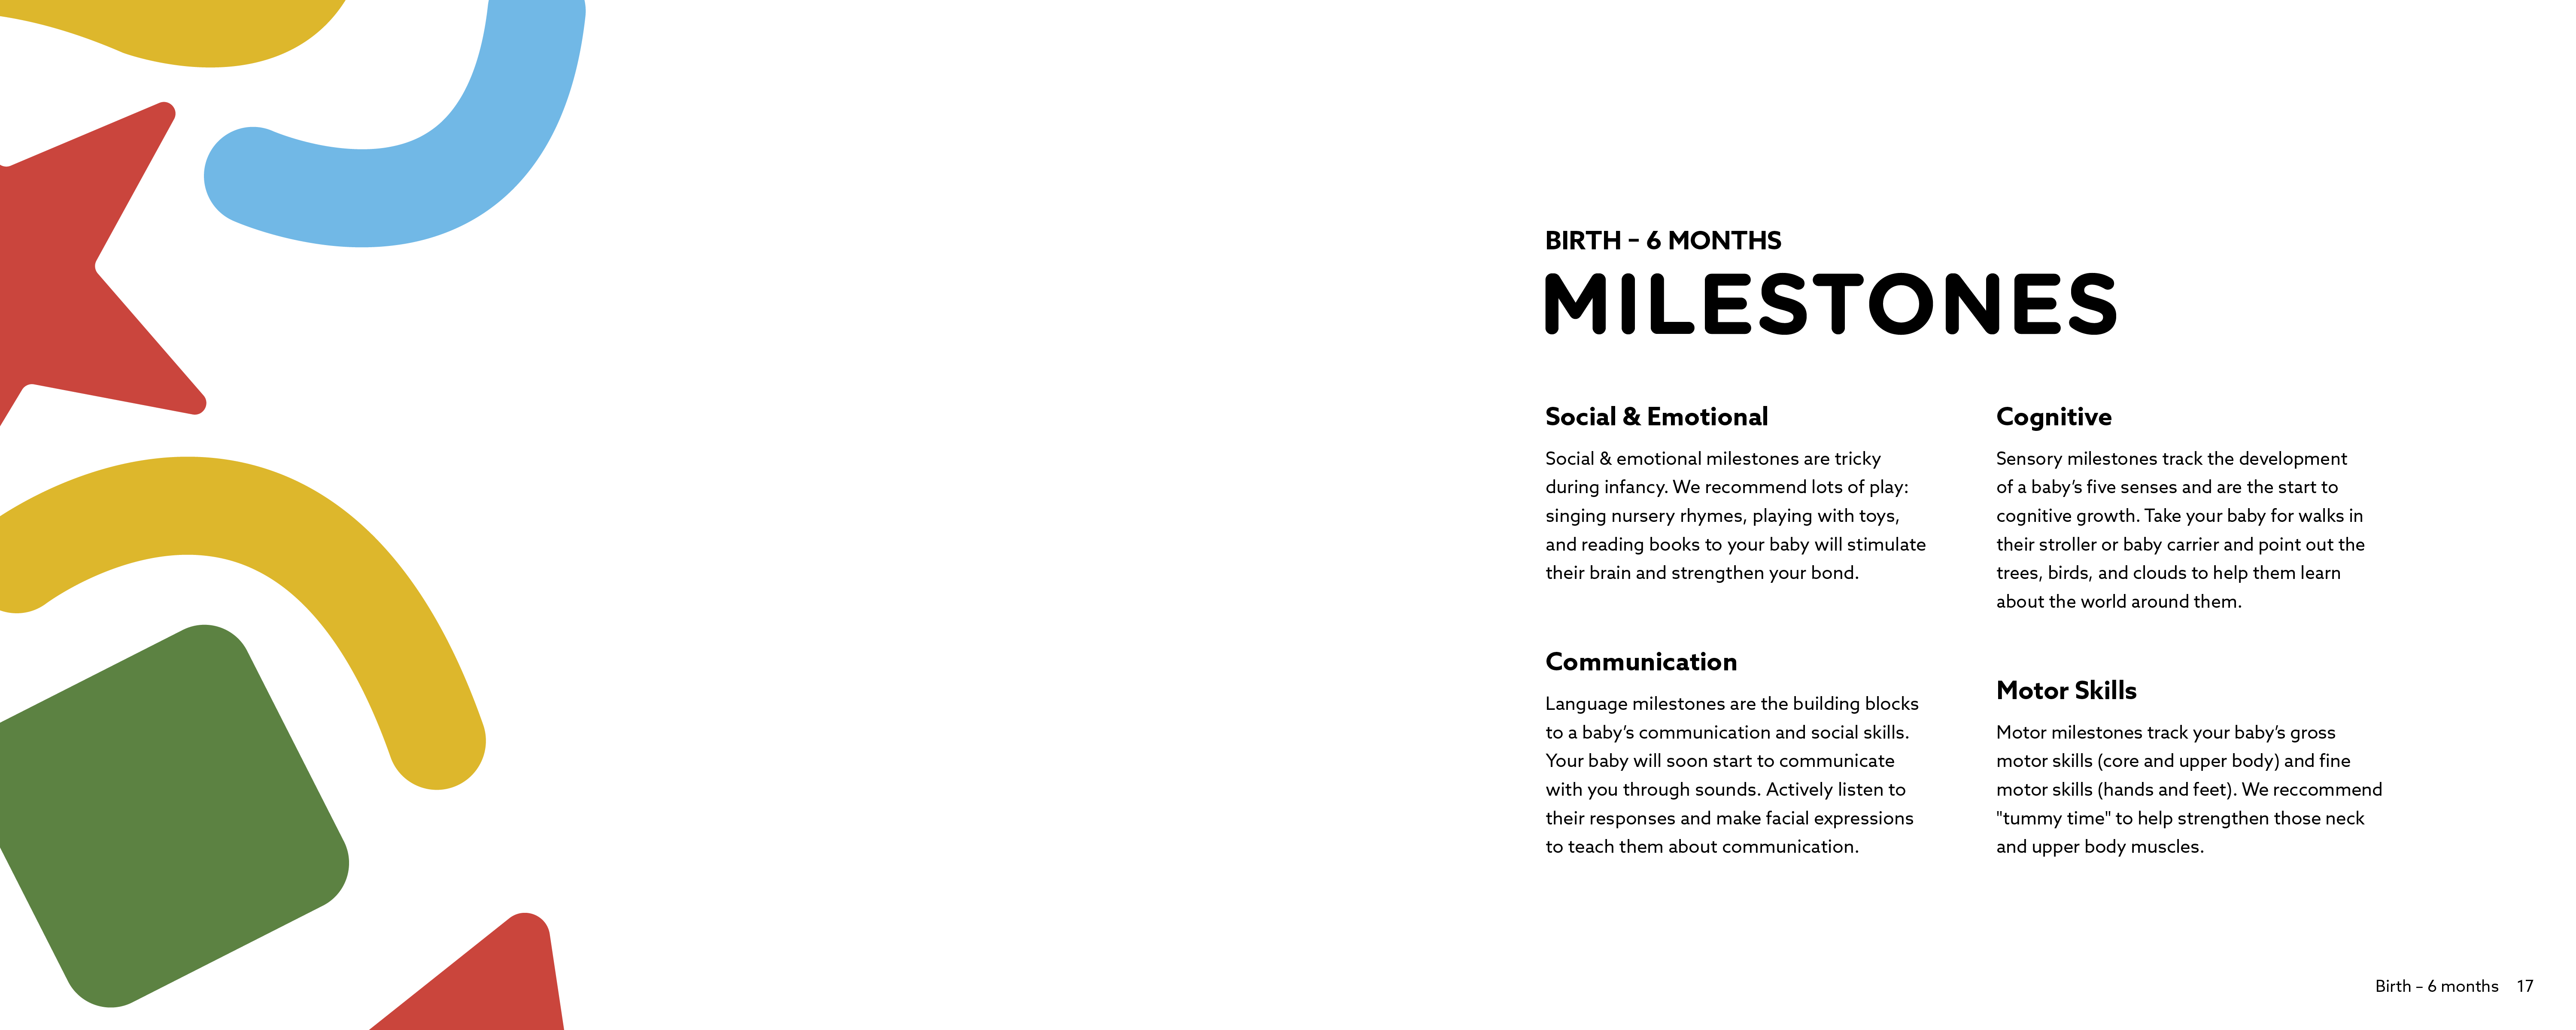 BIRTH – 6 MONTHS
MILESTONES
Social & Emotional
Social & emotional milestones are tricky
during infancy. We recommend lots of play:
singing nursery rhymes, playing with toys,
and reading books to your baby will stimulate
their brain and strengthen your bond.
Communication
Language milestones are the building blocks
to a baby’s communication and social skills.
Your baby will soon start to communicate
with you through sounds. Actively listen to
their responses and make facial expressions
to teach them about communication.
Cognitive
Sensory milestones track the development
of a baby’s five senses and are the start to
cognitive growth. Take your baby for walks in
their stroller or baby carrier and point out the
trees, birds, and clouds to help them learn
about the world around them.
Motor Skills
Motor milestones track your baby’s gross
motor skills (core and upper body) and fine
motor skills (hands and feet). We reccommend
"tummy time" to help strengthen those neck
and upper body muscles.
Birth – 6 months 17